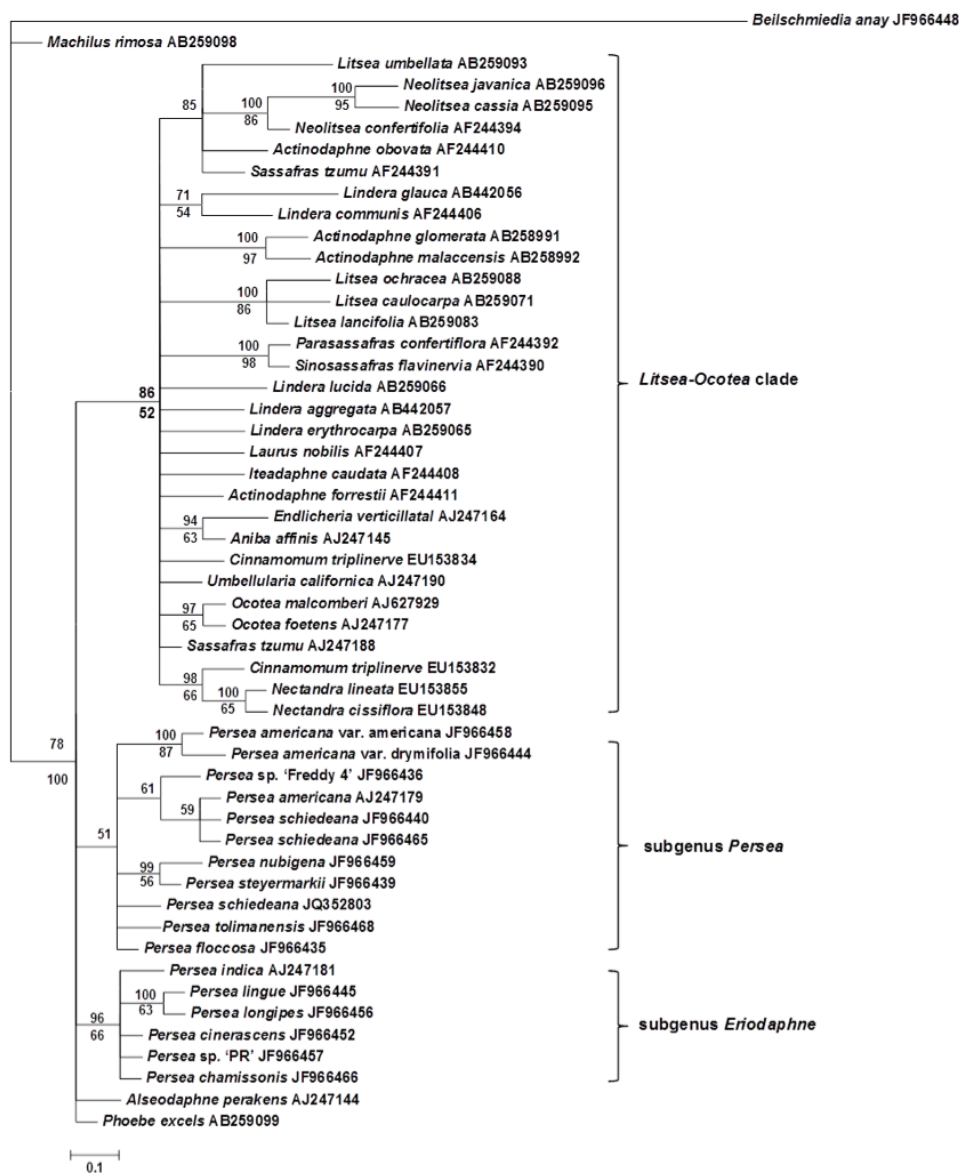 Beilschmiedia anay JF966448
Machilus rimosa AB259098
Litsea umbellata AB259093
100
Neolitsea javanica AB259096
85
100
95
Neolitsea cassia AB259095
86
Neolitsea confertifolia AF244394
Actinodaphne obovata AF244410
Sassafras tzumu AF244391
71
Lindera glauca AB442056
54
Lindera communis AF244406
100
Actinodaphne glomerata AB258991
97
Actinodaphne malaccensis AB258992
Litsea ochracea AB259088
100
Litsea caulocarpa AB259071
86
Litsea lancifolia AB259083
100
Parasassafras confertiflora AF244392
98
Sinosassafras flavinervia AF244390
Litsea-Ocotea clade
86
Lindera lucida AB259066
52
Lindera aggregata AB442057
Lindera erythrocarpa AB259065
Laurus nobilis AF244407
Iteadaphne caudata AF244408
Actinodaphne forrestii AF244411
94
Endlicheria verticillatal AJ247164
63
Aniba affinis AJ247145
Cinnamomum triplinerve EU153834
Umbellularia californica AJ247190
97
Ocotea malcomberi AJ627929
65
Ocotea foetens AJ247177
Sassafras tzumu AJ247188
98
Cinnamomum triplinerve EU153832
66
100
Nectandra lineata EU153855
65
Nectandra cissiflora EU153848
78
100
100
Persea americana var. americana JF966458
87
Persea americana var. drymifolia JF966444
61
Persea sp. ‘Freddy 4’ JF966436
59
Persea americana AJ247179
51
Persea schiedeana JF966440
Persea schiedeana JF966465
subgenus Persea
99
Persea nubigena JF966459
56
Persea steyermarkii JF966439
Persea schiedeana JQ352803
Persea tolimanensis JF966468
Persea floccosa JF966435
Persea indica AJ247181
100
Persea lingue JF966445
63
Persea longipes JF966456
96
66
Persea cinerascens JF966452
subgenus Eriodaphne
Persea sp. ‘PR’ JF966457
Persea chamissonis JF966466
Alseodaphne perakens AJ247144
Phoebe excels AB259099
0.1